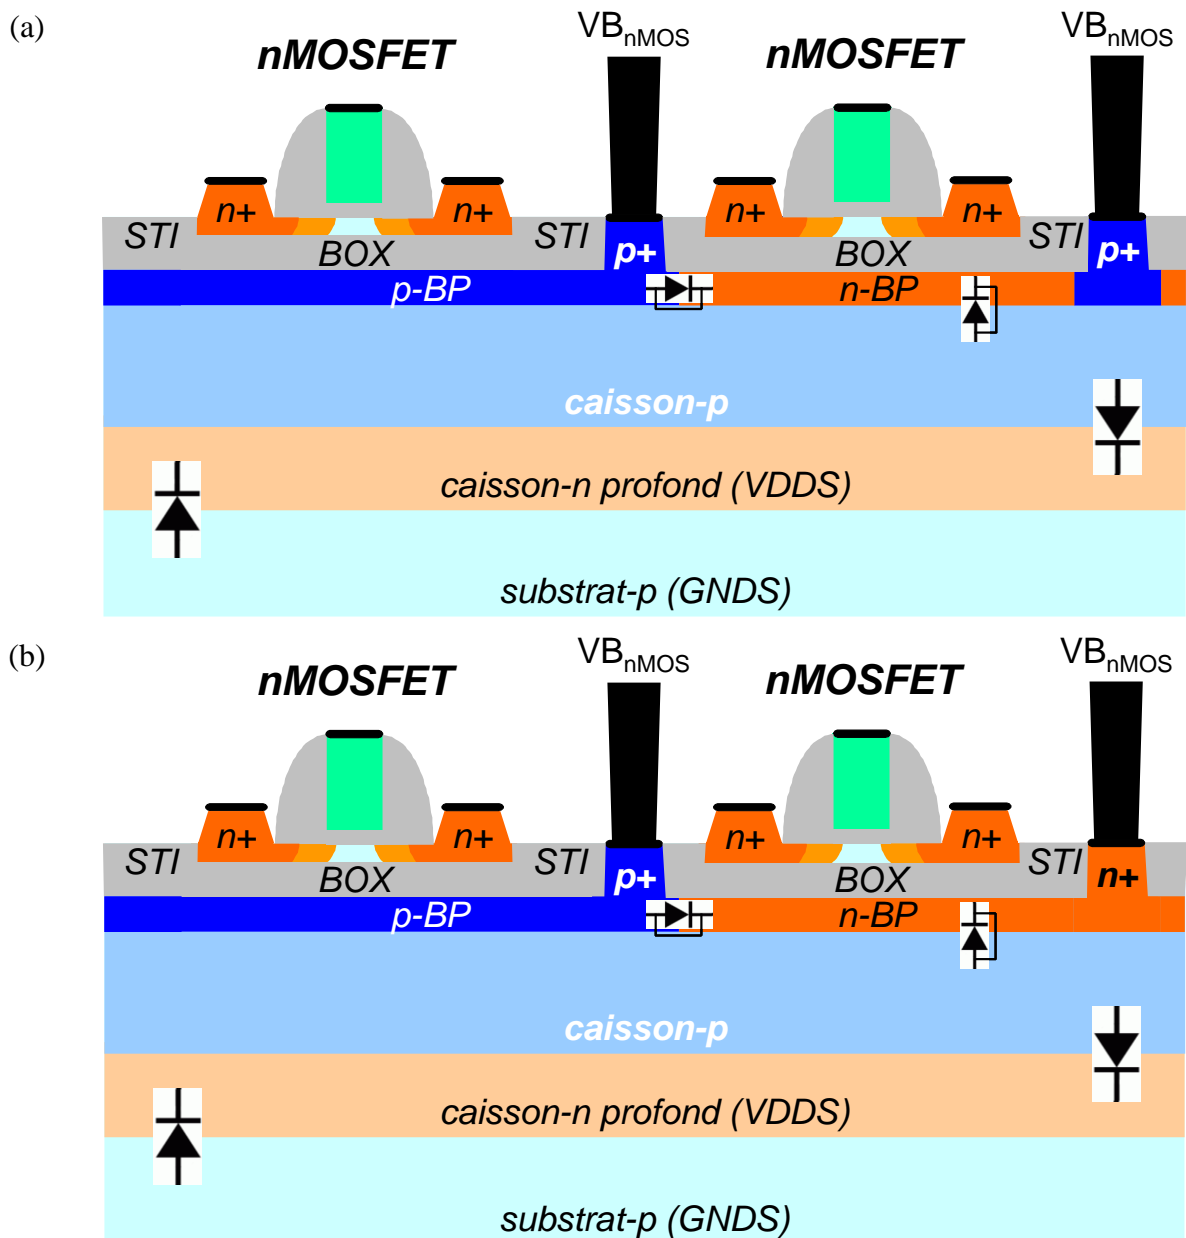 (a)
VBnMOS VBnMOS
nMOSFET nMOSFET
n+ n+ n+ n+
STI BOX STI p+ BOX STI p+
p-BP n-BP
caisson-p
caisson-n profond (VDDS)
substrat-p (GNDS)
(b)
VBnMOS VBnMOS
nMOSFET nMOSFET
n+ n+ n+ n+
STI BOX STI p+ BOX STI n+
p-BP n-BP
caisson-p
caisson-n profond (VDDS)
substrat-p (GNDS)